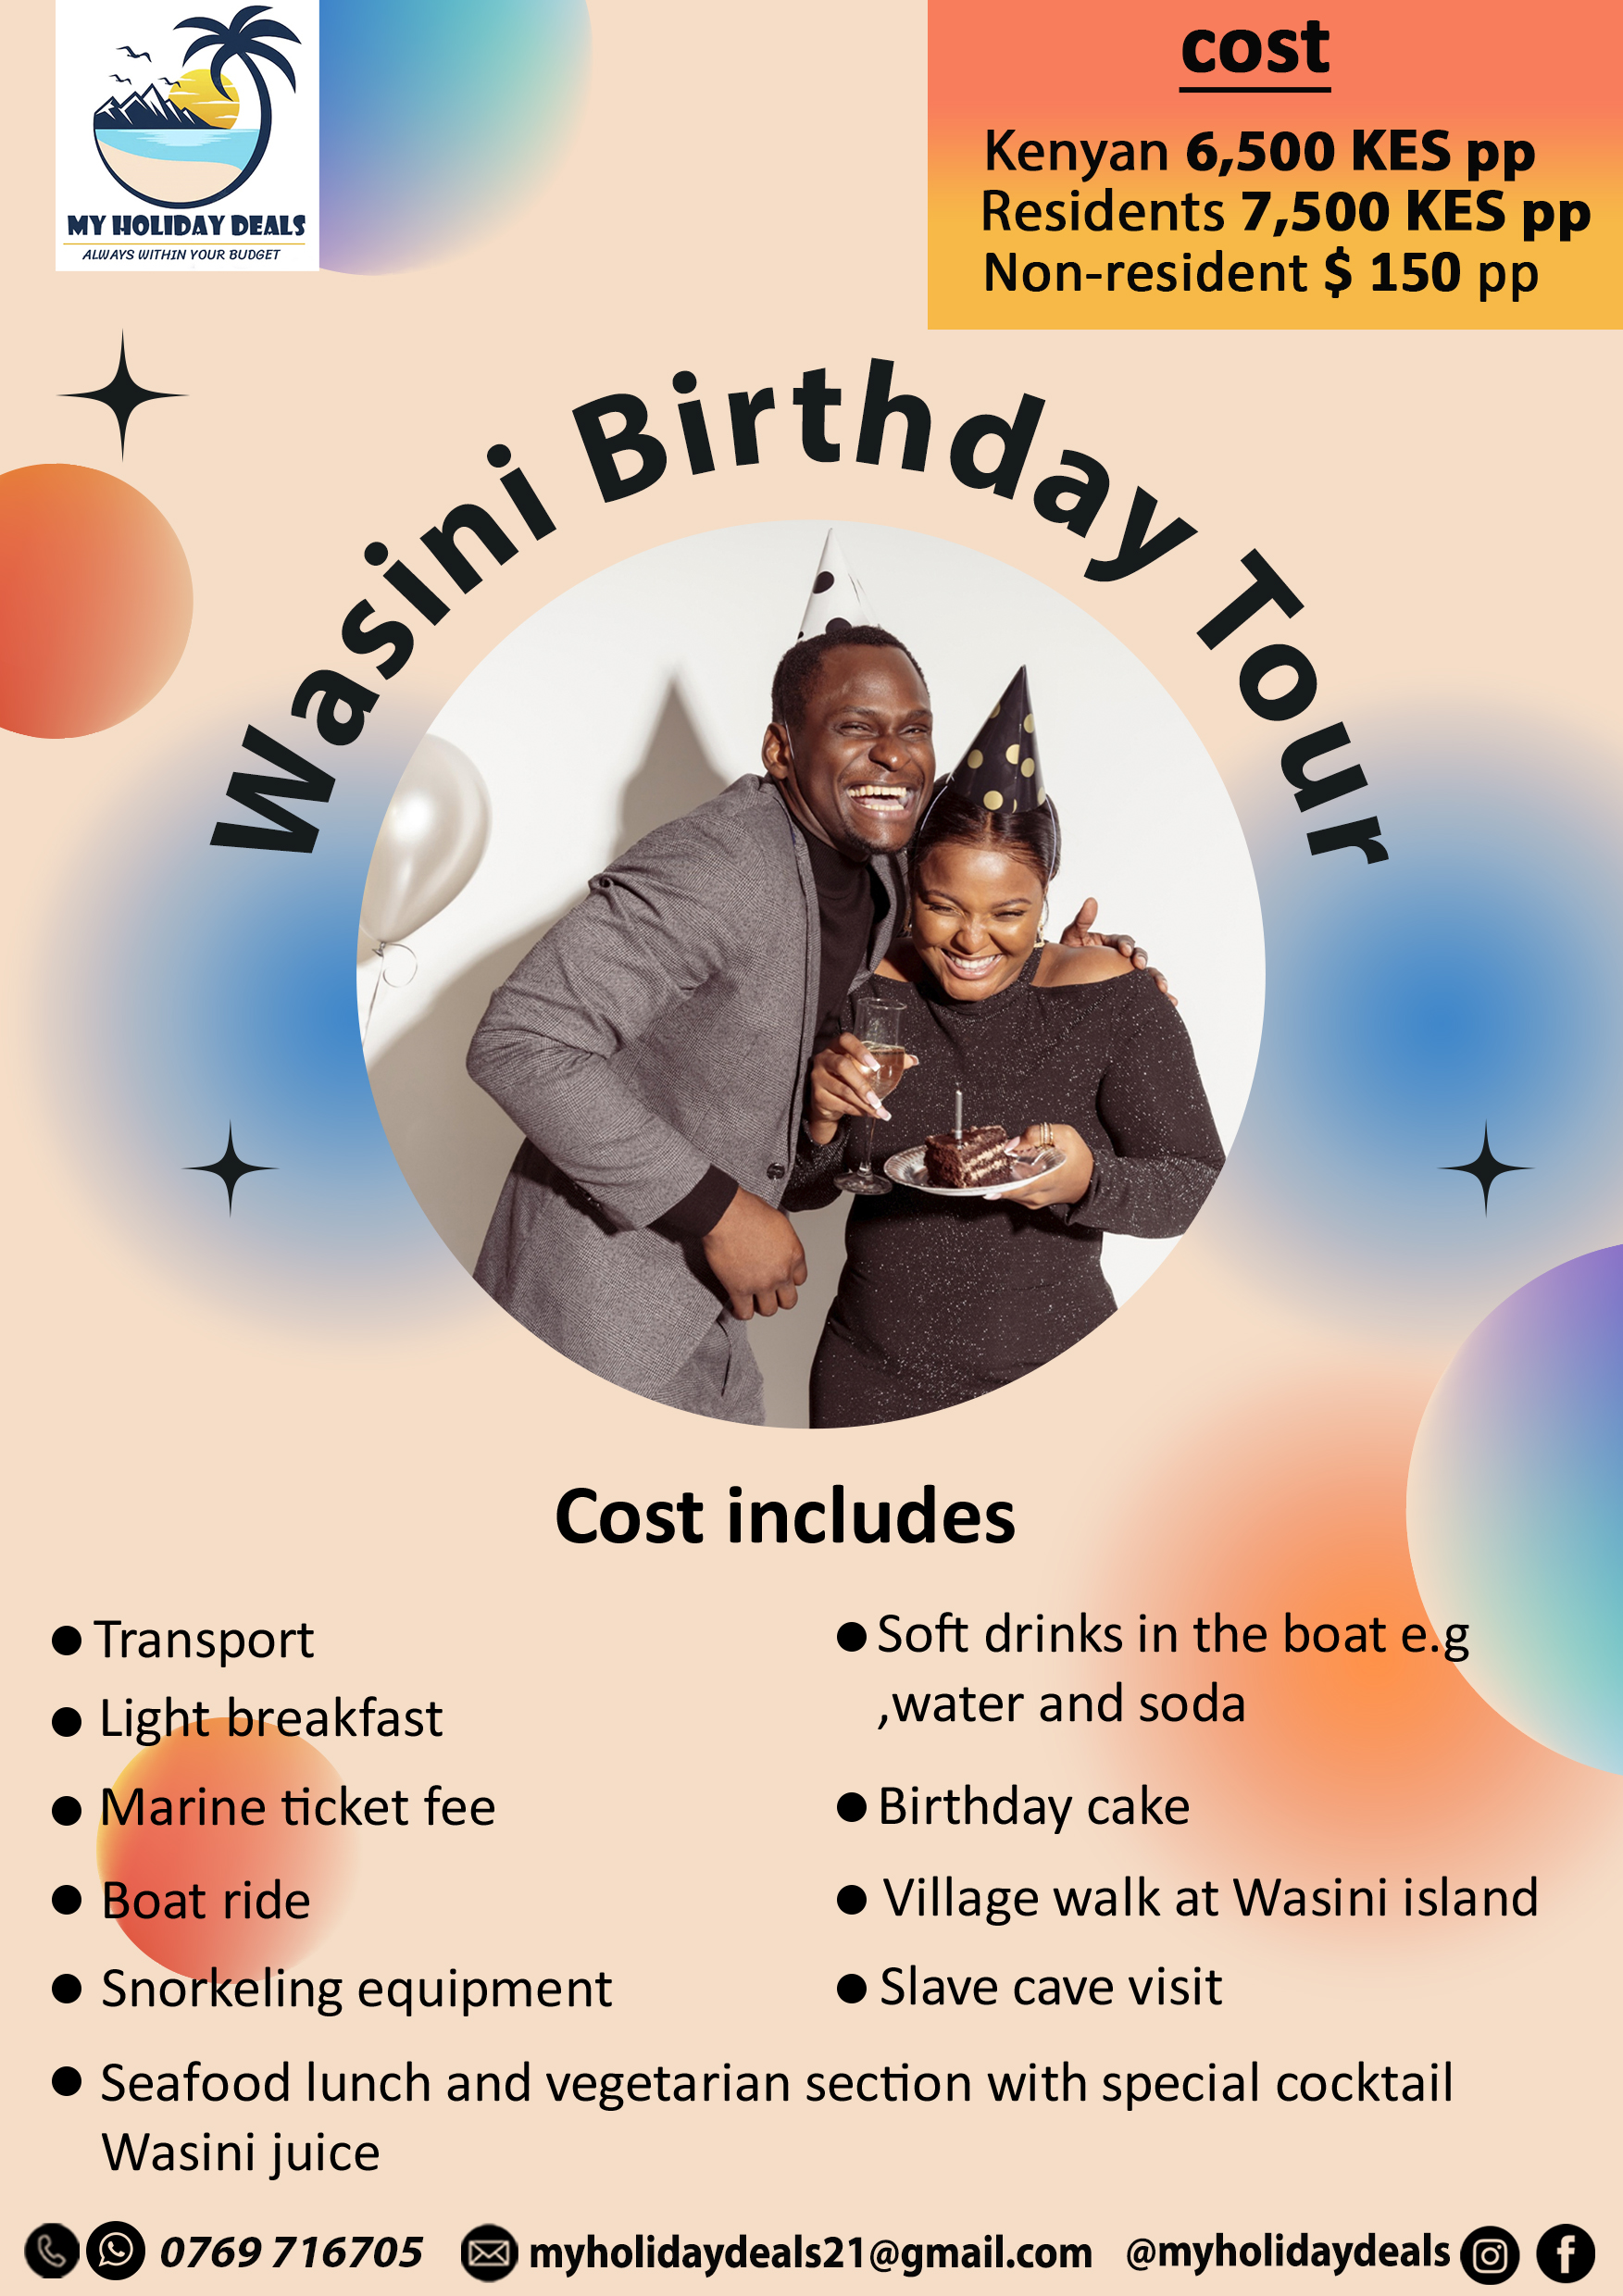 MY HOLIDAY DEALS
ALWAYS WITHIN YOUR BUDGET
cost
Kenyan 6,500 KES pp
Residents 7,500 KES pp
Non-resident $ 150 pp
Wasini Birthday Tour
Cost includes
Transport
Light breakfast
Marine ticket fee
Boat ride
Snorkeling equipment
Soft drinks in the boat e.g
,water and soda
Birthday cake
Village walk at Wasini island
Slave cave visit
Seafood lunch and vegetarian section with special cocktail
Wasini juice
0769 716705
myholidaydeals21@gmail.com
@myholidaydeals